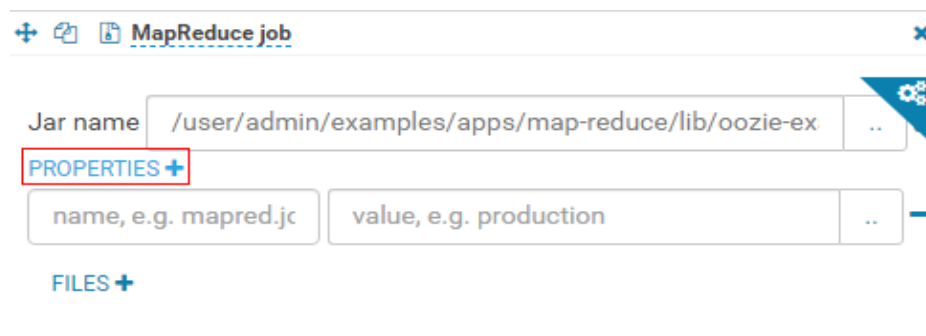 MapReduce job
Jar name /user/admin/examples/apps/map-reduce/lib/oozie-ex ..
PROPERTIES +
name, e.g. mapred.jc value, e.g. production ..
FILES +